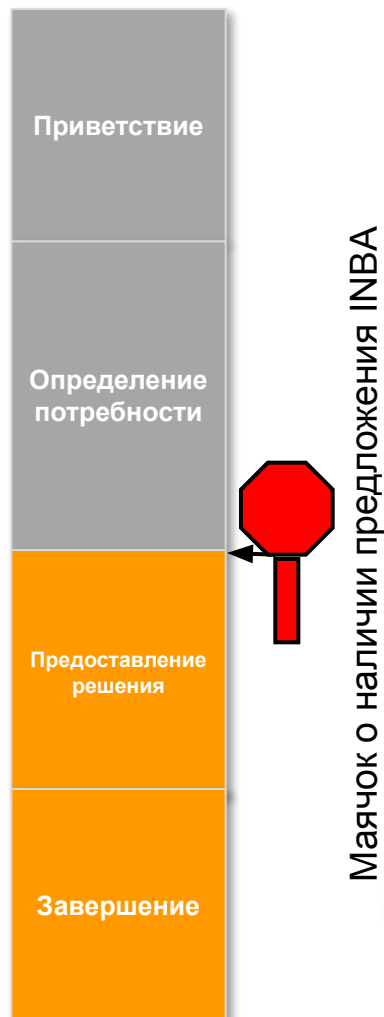 Приветствие
Определение
потребности
Предоставление
решения
Завершение
Маячок о наличии предложения INBA